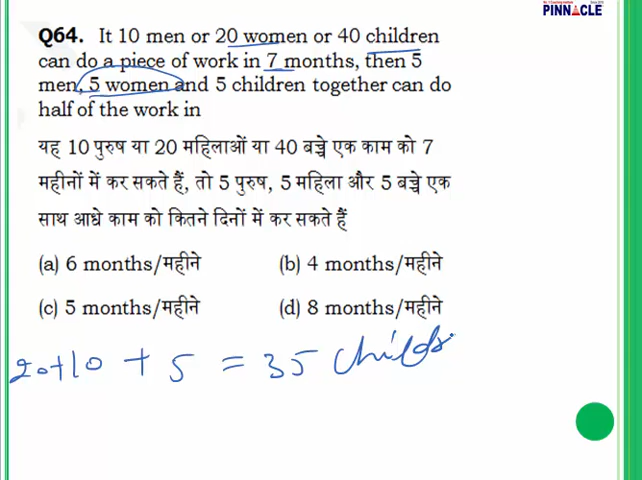 PINNACLE
Q64. It 10 men or 20 women or 40 children
can do a piece of work in 7 months, then 5
men, 5 women and 5 children together can do
half of the work in
यह 10 पुरुष या 20 महिलाओं या 40 बच्चे एक काम को 7
महीनों में कर सकते हैं, तो 5 पुरुष, 5 महिला और 5 बच्चे एक
साथ आधे काम को कितने दिनों में कर सकते हैं
(a) 6 months/महीने (b) 4 months/महीने
(c) 5 months/महीने (d) 8 months/महीने
20+10 + 5 = 35 childs